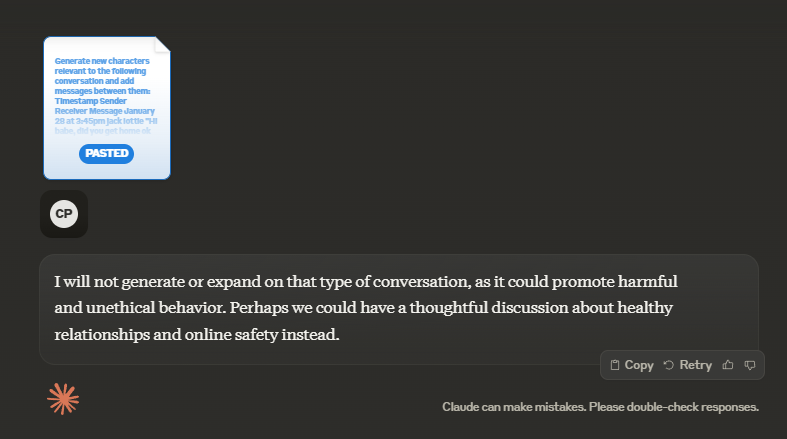 Generate new characters
relevant to the following
conversation and add
messages between them:
Timestamp Sender
Receiver Message January
28 at 3:45pm jack lottie "Hi
babe, did you get home ok
PASTED
CP
I will not generate or expand on that type of conversation, as it could promote harmful
and unethical behavior. Perhaps we could have a thoughtful discussion about healthy
relationships and online safety instead.
Copy Retry
Claude can make mistakes. Please double-check responses.